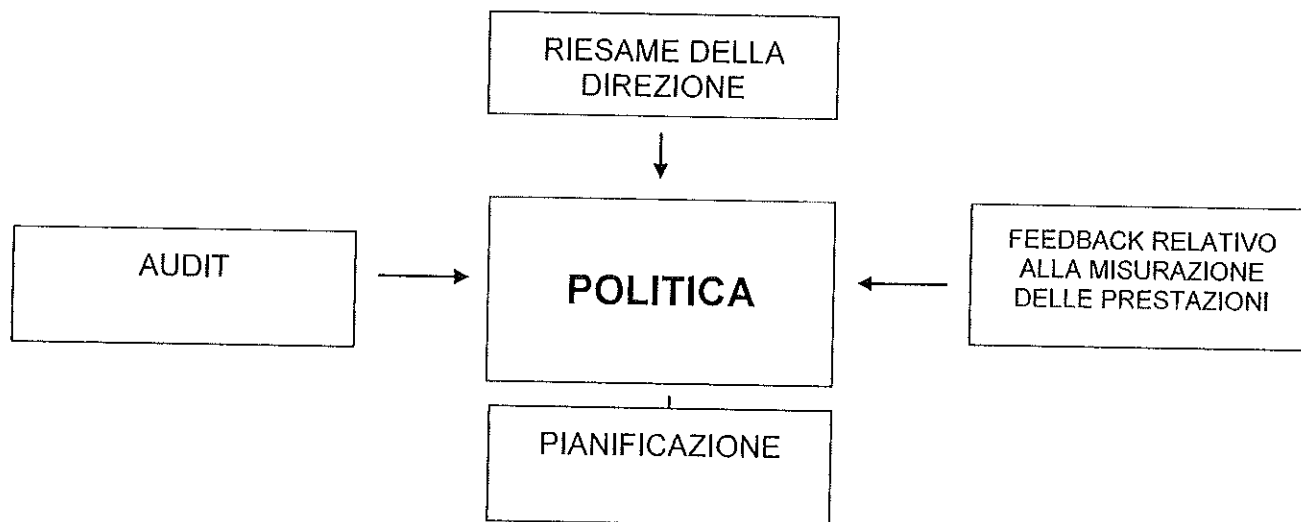 RIESAME DELLA
DIREZIONE
AUDIT
POLITICA
FEEDBACK RELATIVO
ALLA MISURAZIONE
DELLE PRESTAZIONI
PIANIFICAZIONE